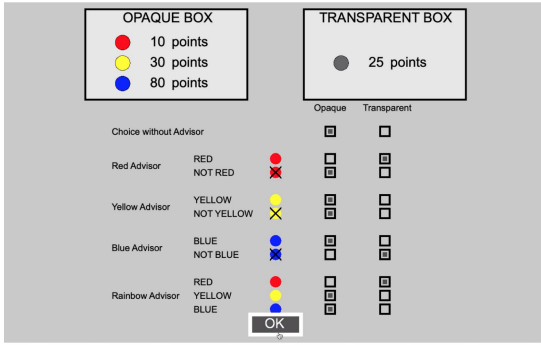 OPAQUE BOX
10 points
30 points
80 points
TRANSPARENT BOX
25 points
Opaque Transparent
Choice without Advisor
Red Advisor
RED
NOT RED
Yellow Advisor
YELLOW
NOT YELLOW
Blue Advisor
BLUE
NOT BLUE
Rainbow Advisor
RED
YELLOW
BLUE
OK